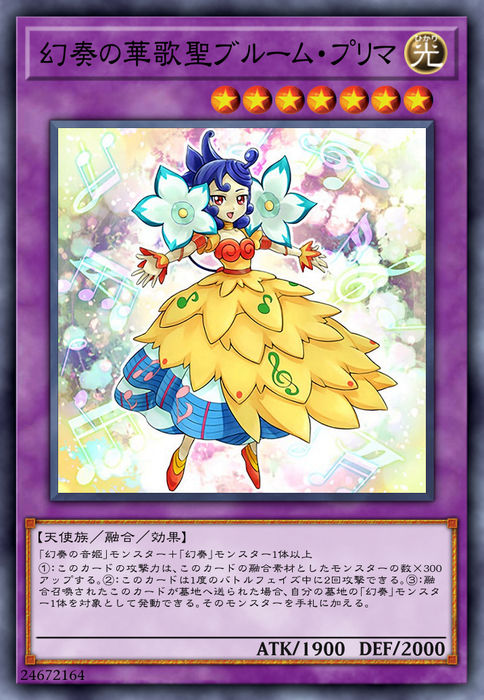 幻奏の華歌聖ブルーム・プリマ
ひかり
光
【天使族／融合／効果】
「幻奏の音姫」モンスター＋「幻奏」モンスター1体以上
①：このカードの攻撃力は、このカードの融合素材としたモンスターの数×300
アップする。②：このカードは1度のバトルフェイズ中に2回攻撃できる。③：融
合召喚されたこのカードが墓地へ送られた場合、自分の墓地の「幻奏」モンスタ
ー1体を対象として発動できる。そのモンスターを手札に加える。
ATK/1900 DEF/2000
24672164